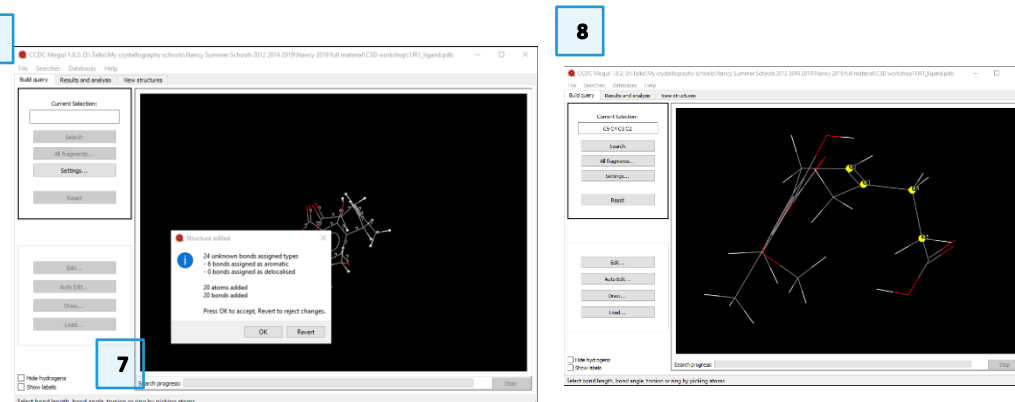 8
CCDC Mogul 1.8.2: D:\Talks\My crystallography schools\Nancy Summer Schools 2012 2014 2019\Nancy 2019 full material\CSD workshop\1JR1_ligand.pdb
File Searches Databases Help
Build query Results and analysis View structures
Current Selection:
Search
All fragments...
Settings...
Reset
Edit...
Auto Edit...
Draw...
Load...
Structure edited
24 unknown bonds assigned types
- 6 bonds assigned as aromatic
- 0 bonds assigned as delocalised
20 atoms added
20 bonds added
Press OK to accept, Revert to reject changes.
OK Revert
7
Hide hydrogens
Show labels
Search progress:
Stop
Select bond length, bond angle, torsion or ring by picking atoms
CCDC Mogul 1.8.2: D:\Talks\My crystallography schools\Nancy Summer Schools 2012 2014 2019\Nancy 2019 full material\CSD workshop\1JR1_ligand.pdb
File Searches Databases Help
Build query Results and analysis View structures
Current Selection:
Search
All fragments...
Settings...
Reset
Edit...
Auto Edit...
Draw...
Load...
Hide hydrogens
Show labels
Search progress:
Stop
Select bond length, bond angle, torsion or ring by picking atoms